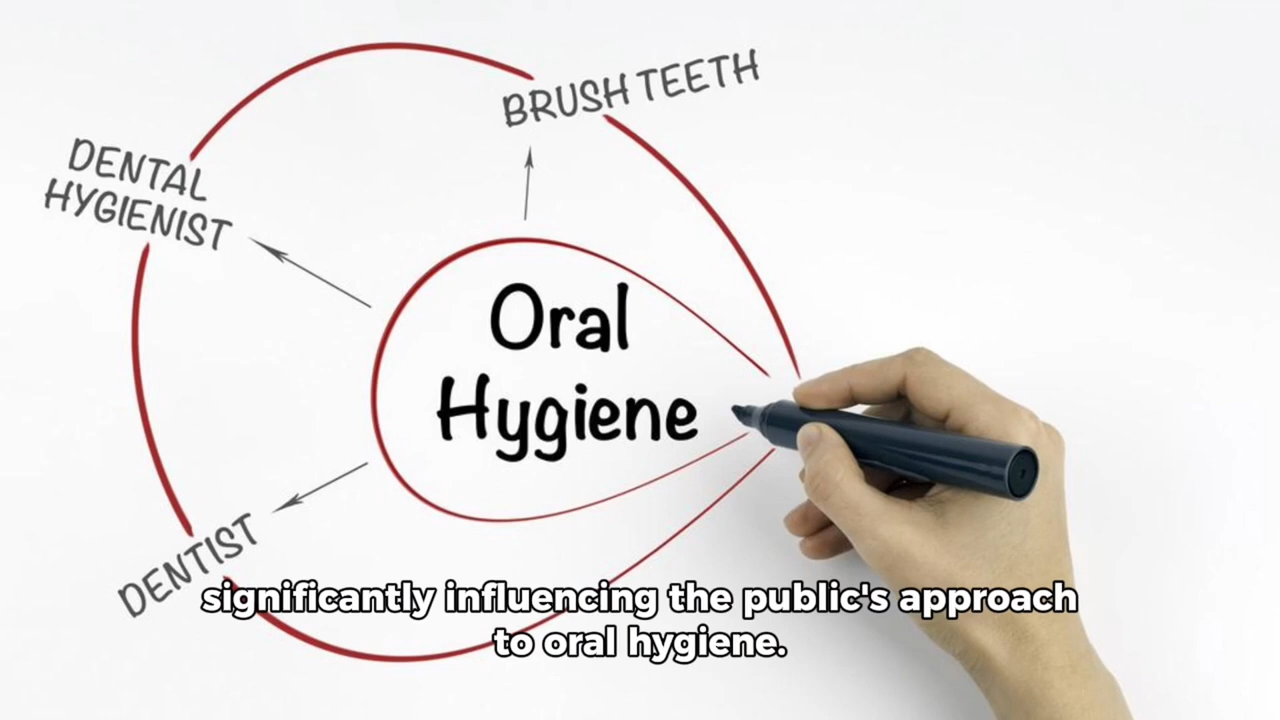 BRUSH TEETH
DENTAL
HYGIENIST
Oral
Hygiene
DENTIST
significantly influencing the public's approach
to oral hygiene.